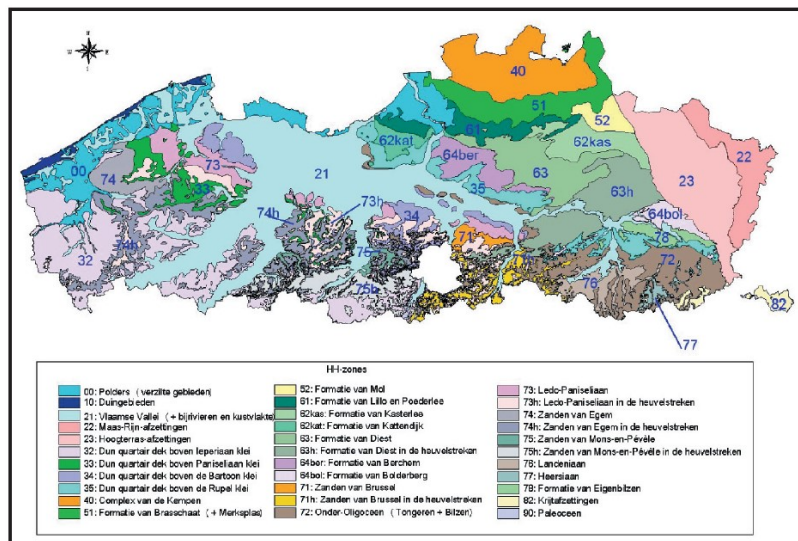 N
40
51
52
61
62kat
62kas
00
74
73
33
64ber
21
63
22
23
35
63h
73h
64bol
74h
34
71
78
32
75
72
76
75h
82
77
HH-zones
00: Polders ( verzilte gebieden)
10: Duingebieden
21: Vlaamse Vallei ( + bijrivieren en kustvlakte)
22: Maas-Rijn-afzettingen
23: Hoogterras-afzettingen
32: Dun quartair dek boven Ieperiaan klei
33: Dun quartair dek boven Paniseliaan klei
34: Dun quartair dek boven de Bartoon klei
35: Dun quartair dek boven de Rupel klei
40: Complex van de Kempen
51: Formatie van Brasschaat ( + Merksplas)
52: Formatie van Mol
61: Formatie van Lillo en Poederlee
62kas: Formatie van Kasterlee
62kat: Formatie van Kattendijk
63: Formatie van Diest
63h: Formatie van Diest in de heuvelstreken
64ber: Formatie van Berchem
64bol: Formatie van Bolderberg
71: Zanden van Brussel
71h: Zanden van Brussel in de heuvelstreken
72: Onder-Oligoceen ( Tongeren + Bilzen)
73: Ledo-Paniseliaan
73h: Ledo-Paniseliaan in de heuvelstreken
74: Zanden van Egem
74h: Zanden van Egem in de heuvelstreken
75: Zanden van Mons-en-Pévèle
75h: Zanden van Mons-en-Pévèle in de heuvelstreken
76: Landeniaan
77: Heersiaan
78: Formatie van Eigenbilzen
82: Krijtafzettingen
90: Paleoceen